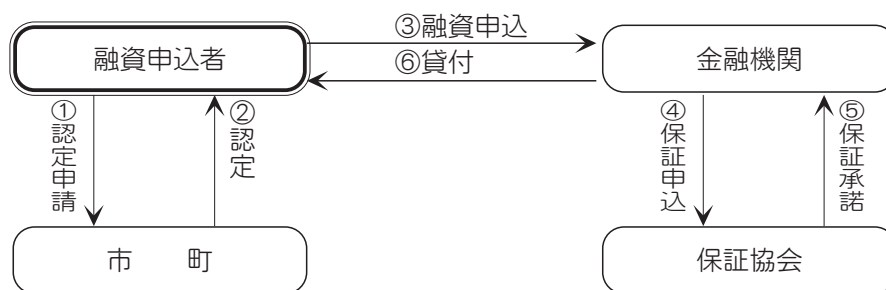 ③融資申込
融資申込者
⑥貸付
金融機関
①認定申請
②認定
④保証申込
⑤保証承諾
市　　町
保証協会